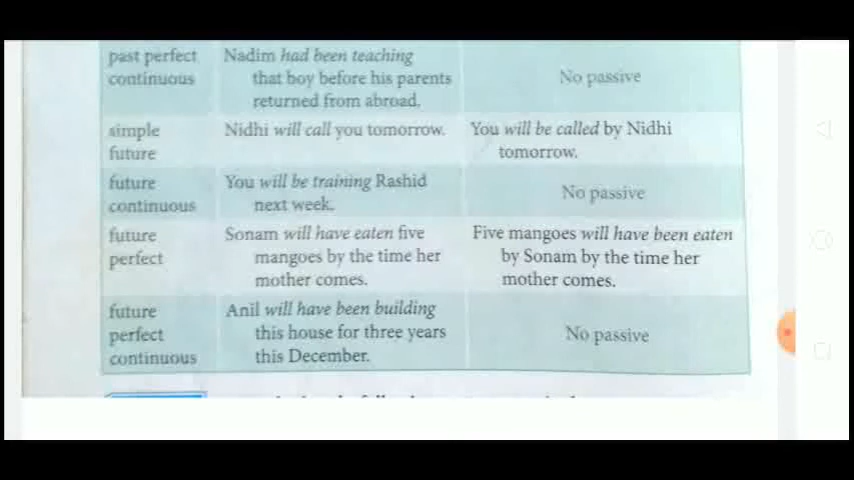 past perfect Nadim had been teaching
continuous that boy before his parents No passive
returned from abroad.
simple Nidhi will call you tomorrow. You will be called by Nidhi
future tomorrow.
future You will be training Rashid
continuous next week. No passive
future Sonam will have eaten five Five mangoes will have been eaten
perfect mangoes by the time her by Sonam by the time her
mother comes. mother comes.
future Anil will have been building
perfect this house for three years No passive
continuous this December.